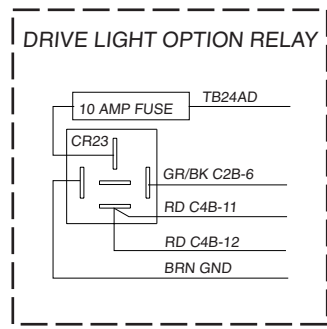 DRIVE LIGHT OPTION RELAY
10 AMP FUSE
TB24AD
CR23
GR/BK C2B-6
RD C4B-11
RD C4B-12
BRN GND